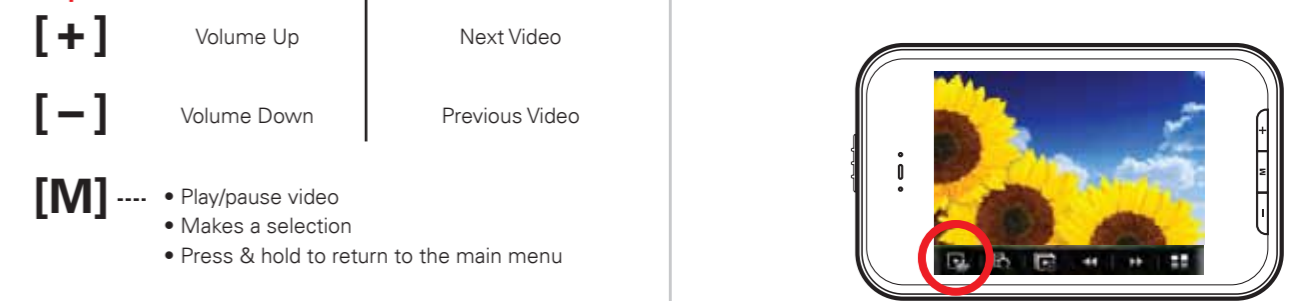 [+] Volume Up Next Video
[–] Volume Down Previous Video
[M] ---- • Play/pause video
• Makes a selection
• Press & hold to return to the main menu
+
M
–